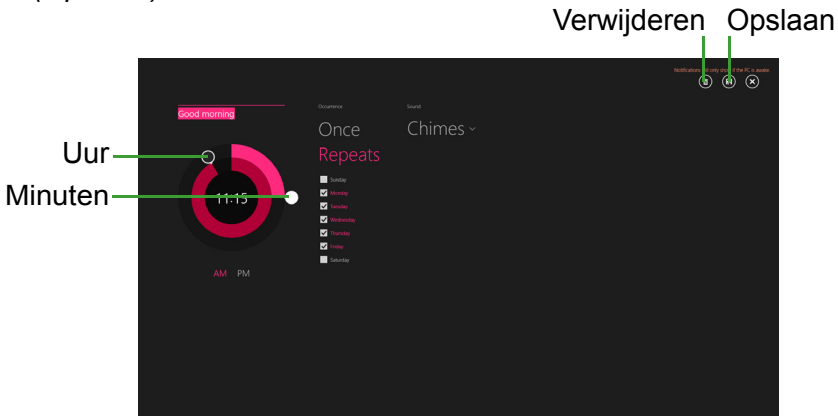 Verwijderen Opslaan
Notifications will only show if the PC is awake
Good morning
Occurrence
Sound
Once
Chimes
Repeats
Uur
Minuten
11:15
AM PM
Sunday
Monday
Tuesday
Wednesday
Thursday
Friday
Saturday